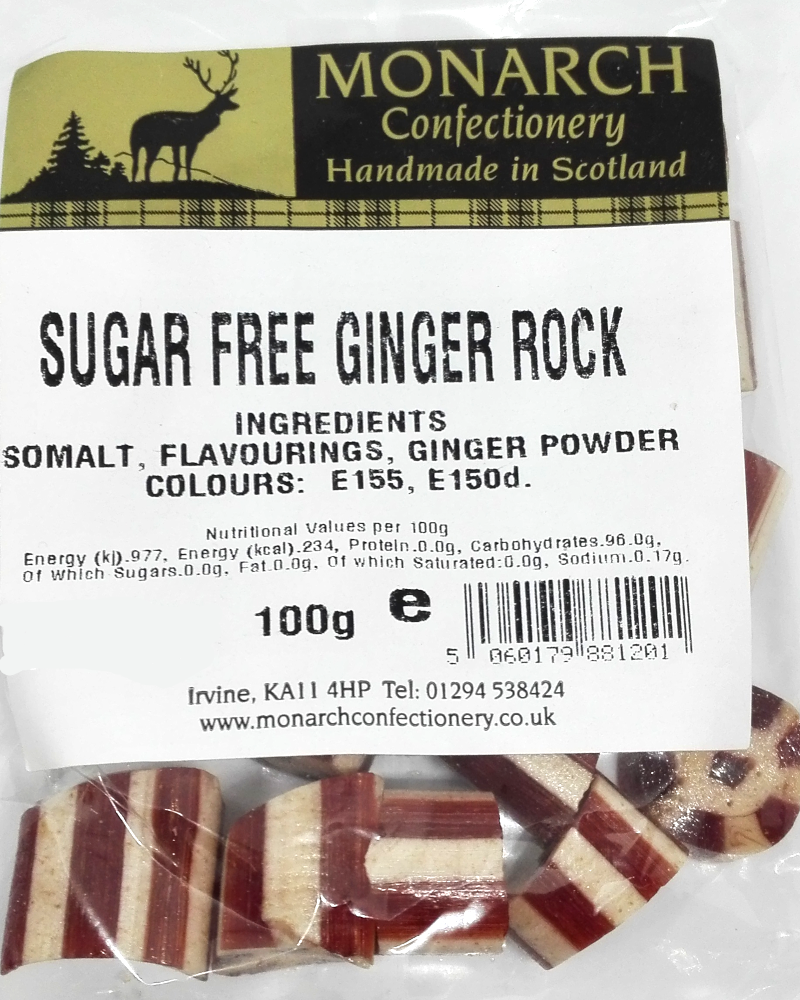 MONARCH
Confectionery
Handmade in Scotland
SUGAR FREE GINGER ROCK
INGREDIENTS
SOMALT, FLAVOURINGS, GINGER POWDER
COLOURS: E155, E150d.
Nutritional Values per 100g
Energy (kj).977, Energy (kcal).234, Protein.0.0g, Carbohydrates.96.0g,
Of Which Sugars.0.0g, Fat.0.0g, Of which Saturated:0.0g, Sodium.0.17g.
100g e
5 060179 881201
Irvine, KA11 4HP Tel: 01294 538424
www.monarchconfectionery.co.uk